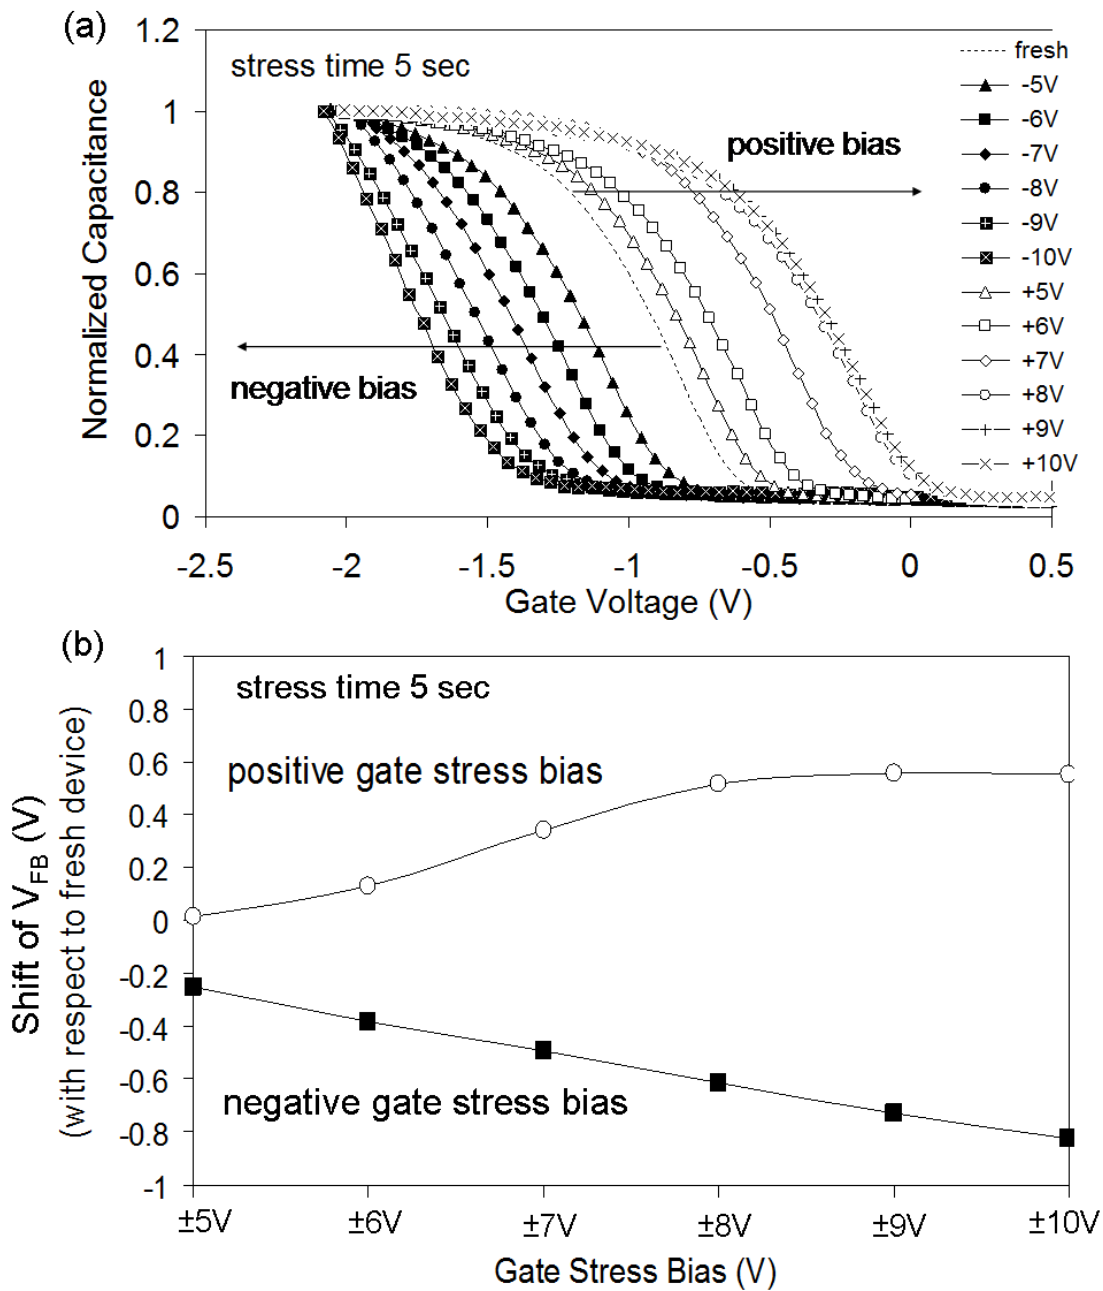 (a)
1.2
1
0.8
0.6
0.4
0.2
0
Normalized Capacitance
stress time 5 sec
positive bias
negative bias
fresh
-5V
-6V
-7V
-8V
-9V
-10V
+5V
+6V
+7V
+8V
+9V
+10V
-2.5 -2 -1.5 -1 -0.5 0 0.5
Gate Voltage (V)
(b)
1
0.8
0.6
0.4
0.2
0
-0.2
-0.4
-0.6
-0.8
-1
Shift of VFB (V)
(with respect to fresh device)
stress time 5 sec
positive gate stress bias
negative gate stress bias
±5V ±6V ±7V ±8V ±9V ±10V
Gate Stress Bias (V)